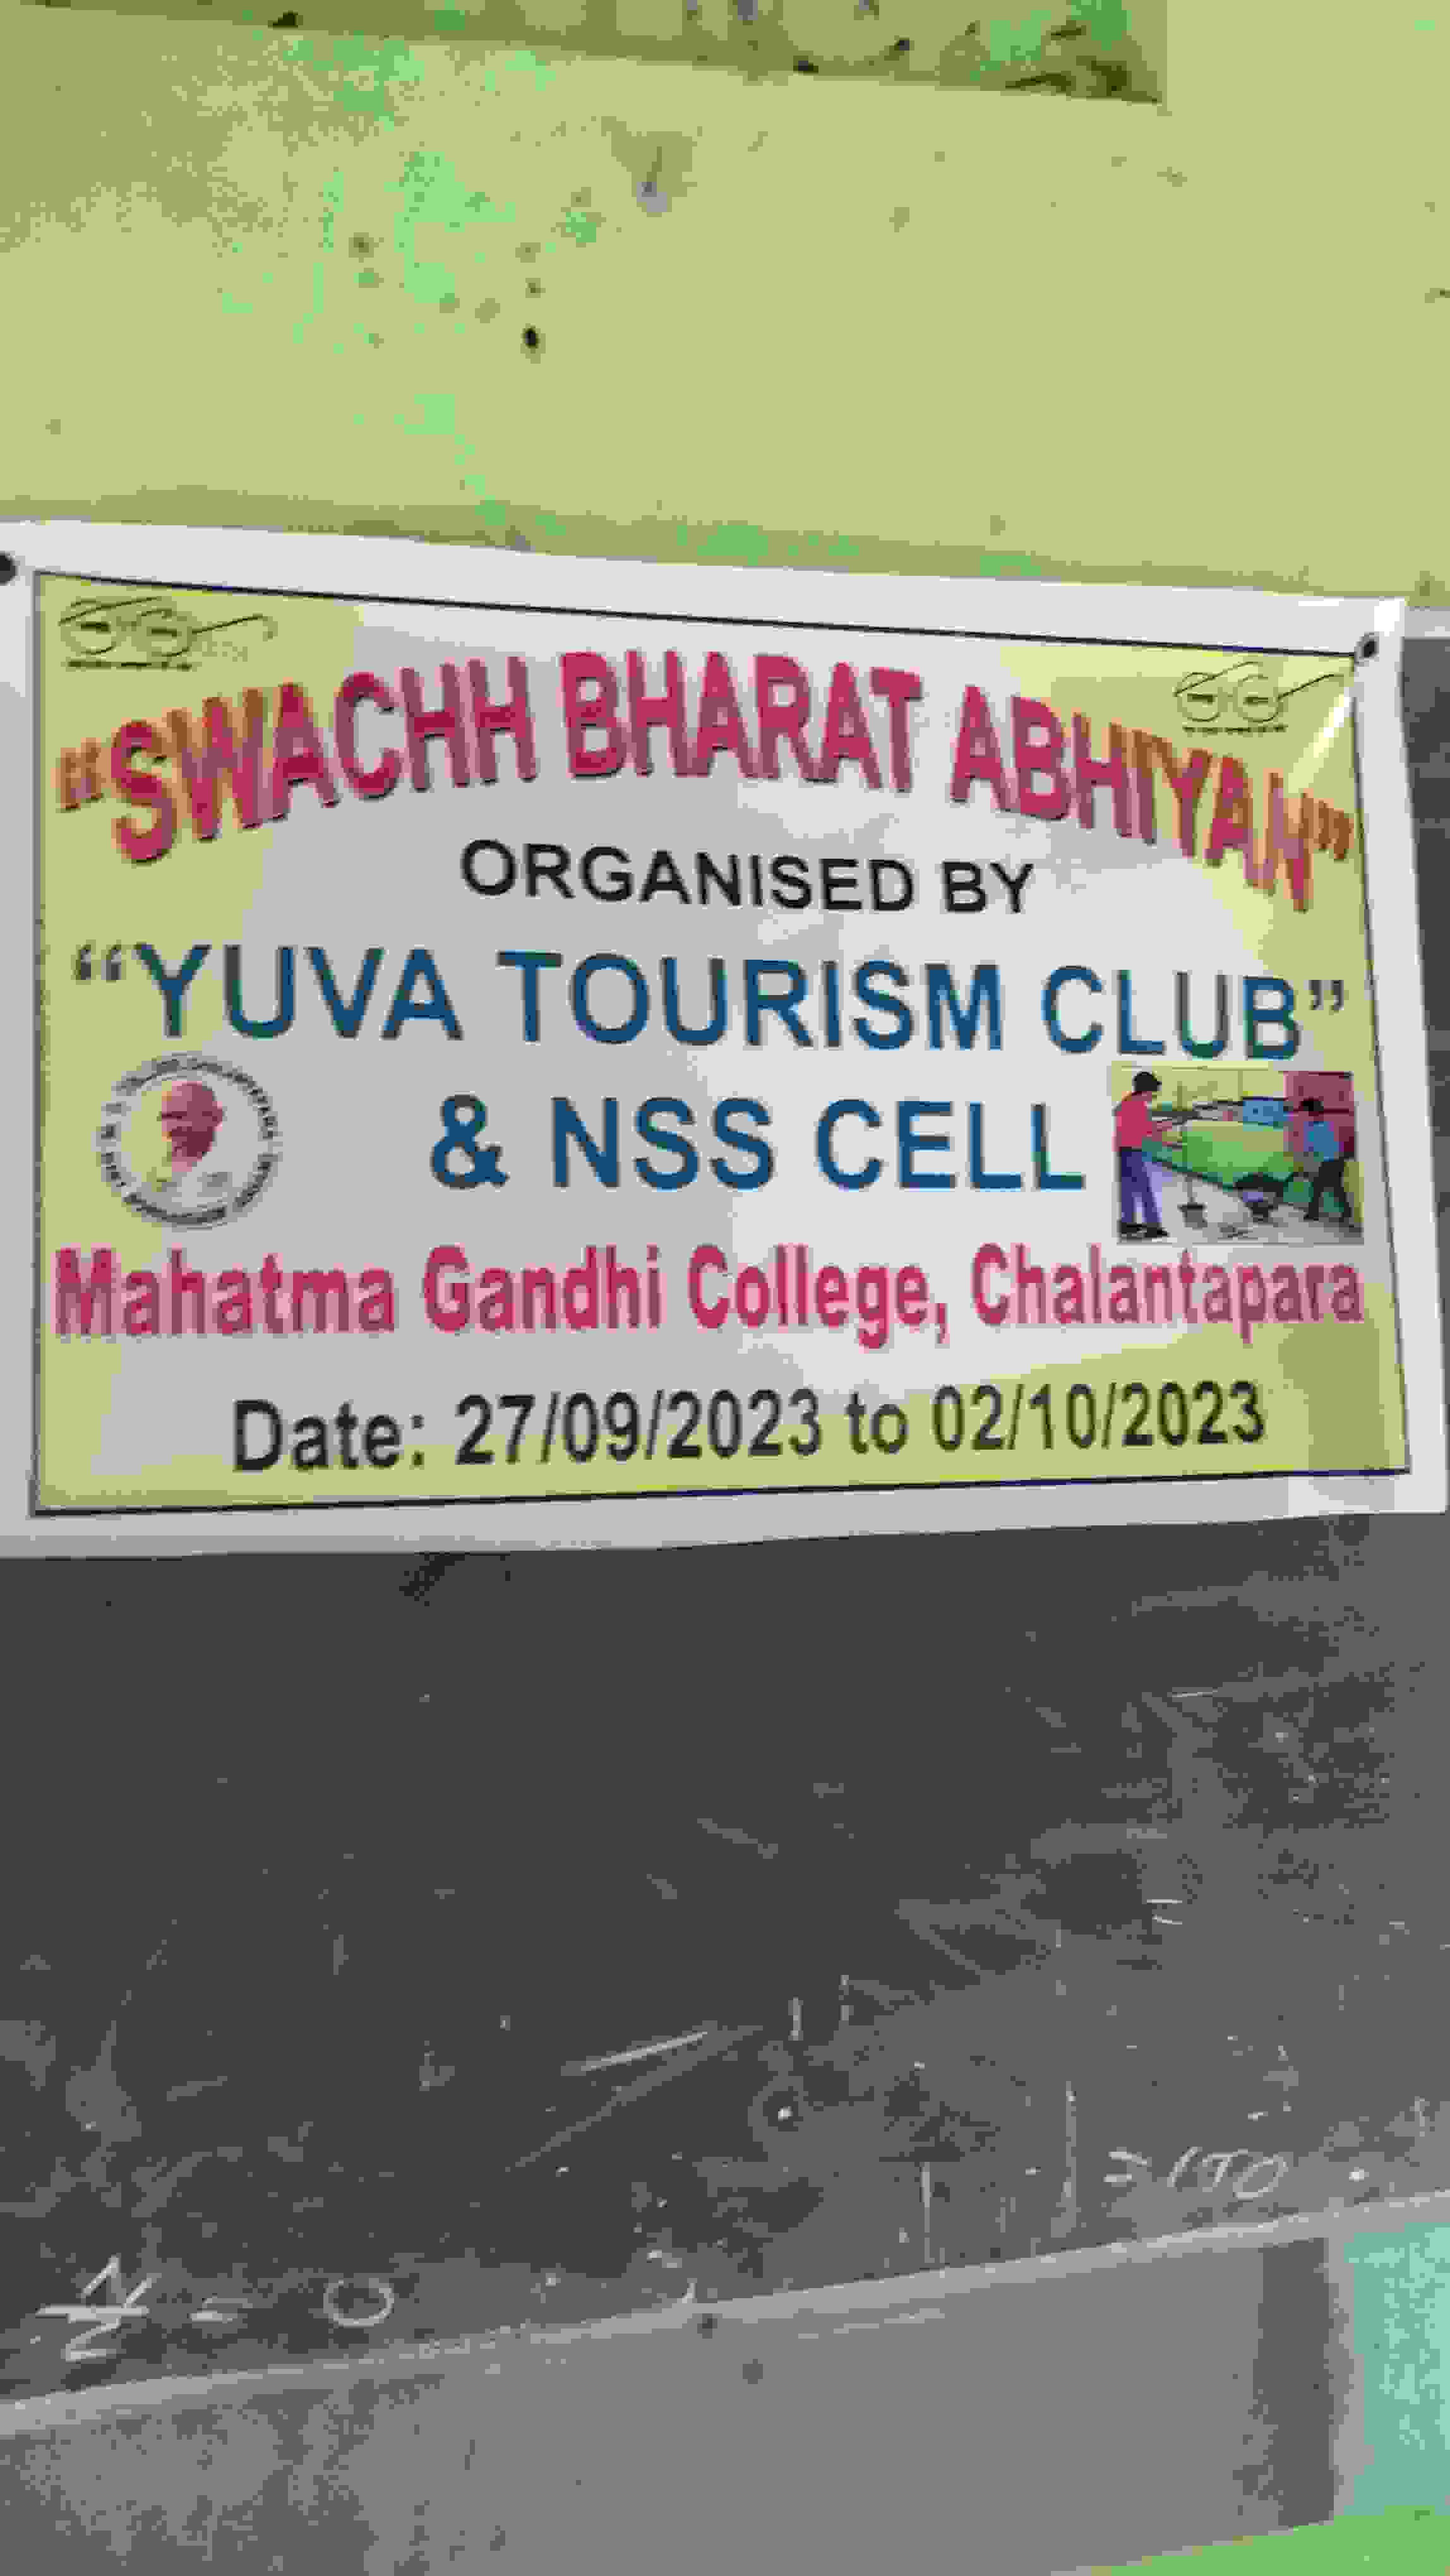 "SWACHH BHARAT ABHIYAN"
ORGANISED BY
"YUVA TOURISM CLUB"
& NSS CELL
Mahatma Gandhi College, Chalantapara
Date: 27/09/2023 to 02/10/2023
= 0